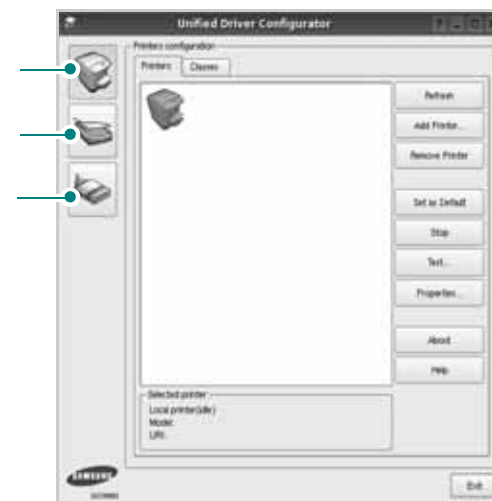 Unified Driver Configurator
Printers configuration
Printers
Classes
Refresh
Add Printer...
Remove Printer
Set as Default
Stop
Test...
Properties...
About
Help
Selected printer
Local printer(idle)
Model:
URI:
SAMSUNG
ELECTRONICS
Exit